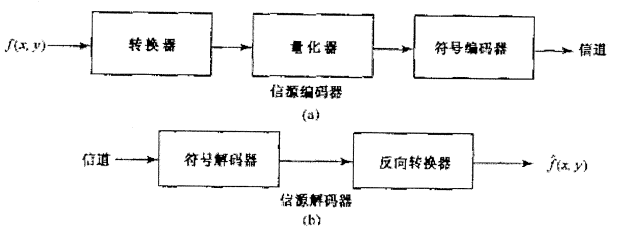 f(x, y) 转换器 量化器 符号编码器 信道
信源编码器
(a)
信道 符号解码器 反向转换器 f̂(x, y)
信源解码器
(b)